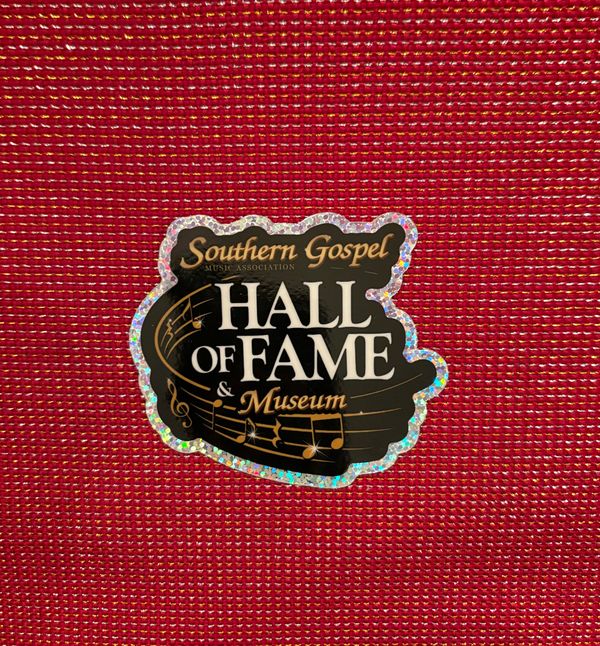 Southern Gospel
MUSIC ASSOCIATION
HALL
OF FAME
& Museum